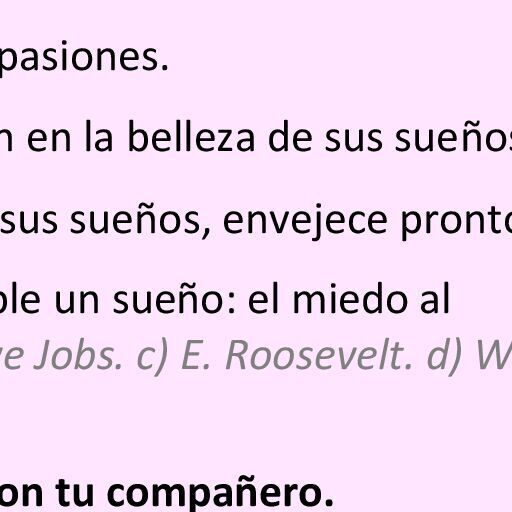 pasiones.
n en la belleza de sus sueños
sus sueños, envejece pronto
ble un sueño: el miedo al
ve Jobs. c) E. Roosevelt. d) W
on tu compañero.